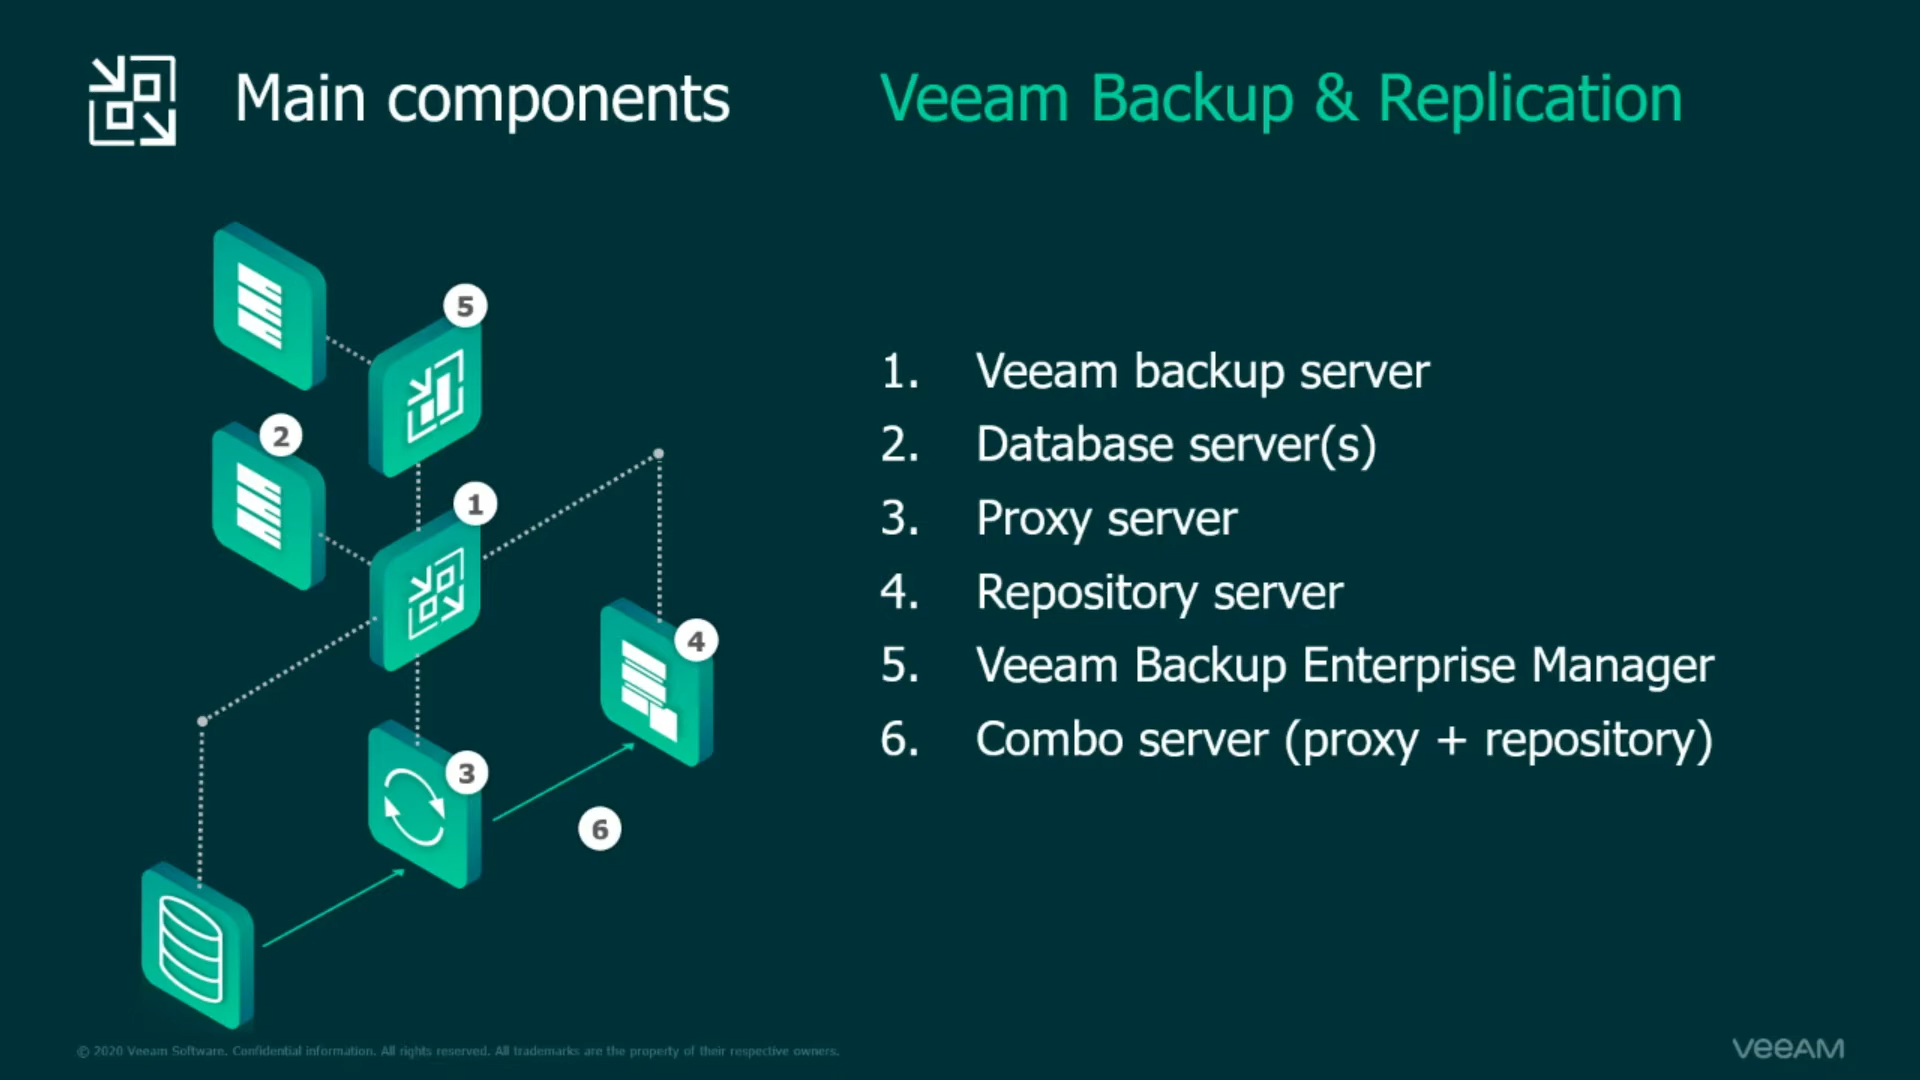 Main components
Veeam Backup & Replication
5
2
1
4
3
6
1. Veeam backup server
2. Database server(s)
3. Proxy server
4. Repository server
5. Veeam Backup Enterprise Manager
6. Combo server (proxy + repository)
© 2020 Veeam Software. Confidential information. All rights reserved. All trademarks are the property of their respective owners.
VEEAM